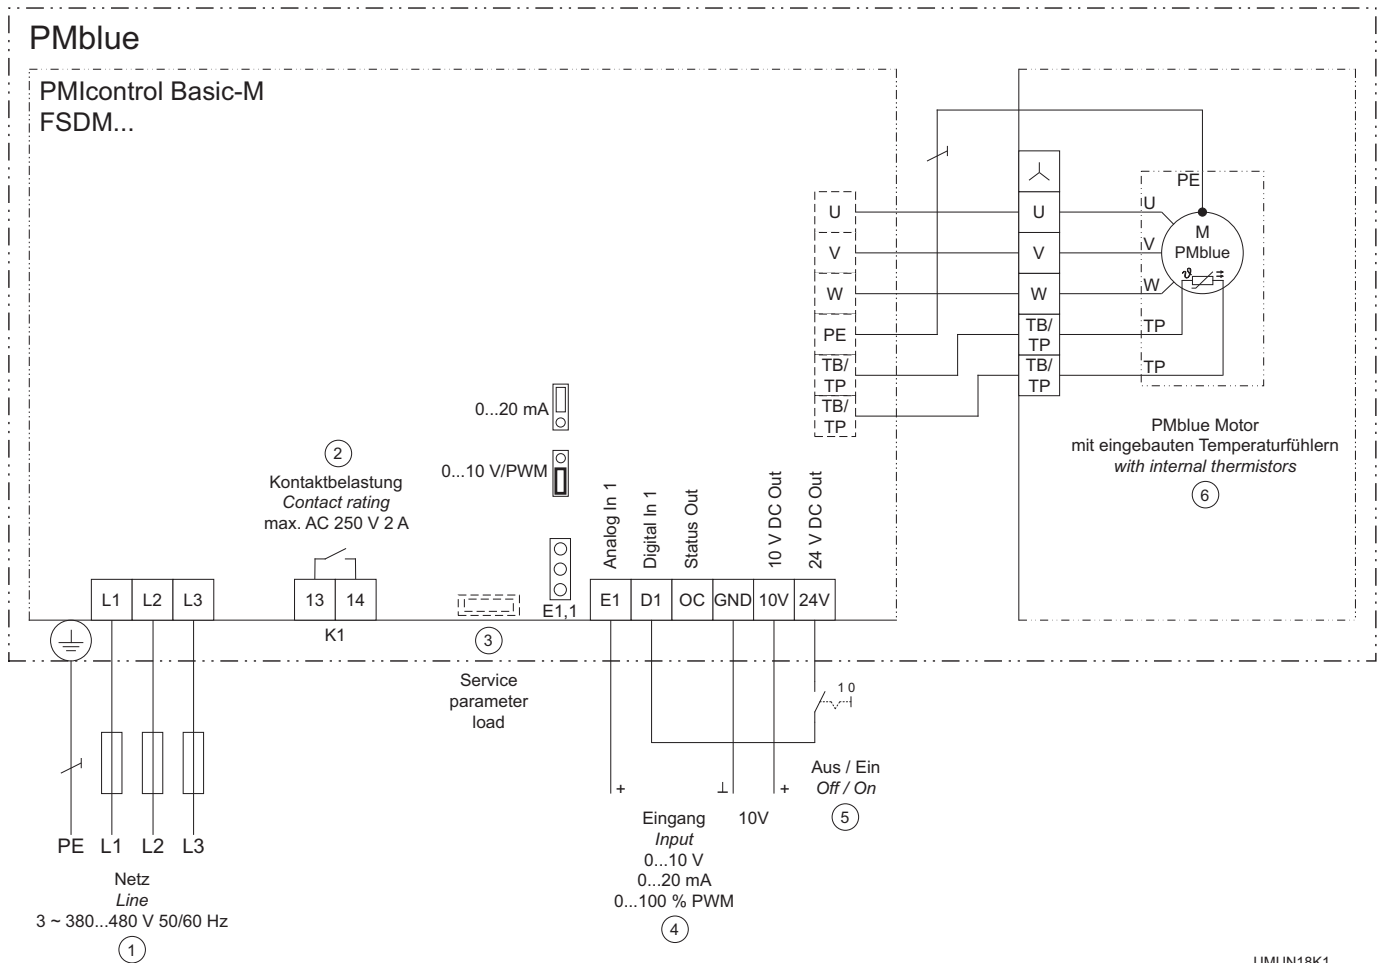 PMblue
PMIcontrol Basic-M
FSDM...
PE
U
V
W
PE
TB/
TP
TB/
TP
U
V
W
TB/
TP
TB/
TP
U
V
W
TP
TP
M
PMblue
ϑ
PMblue Motor
mit eingebauten Temperaturfühlern
with internal thermistors
6
0...20 mA
0...10 V/PWM
2
Kontaktbelastung
Contact rating
max. AC 250 V 2 A
Analog In 1
Digital In 1
Status Out
10 V DC Out
24 V DC Out
L1 L2 L3
13 14
K1
E1,1
E1 D1 OC GND 10V 24V
3
Service
parameter
load
1 0
Aus / Ein
Off / On
5
+ ⊥ +
Eingang
Input
0...10 V
0...20 mA
0...100 % PWM
4
10V
PE L1 L2 L3
Netz
Line
3 ~ 380...480 V 50/60 Hz
1
UMUN18K1